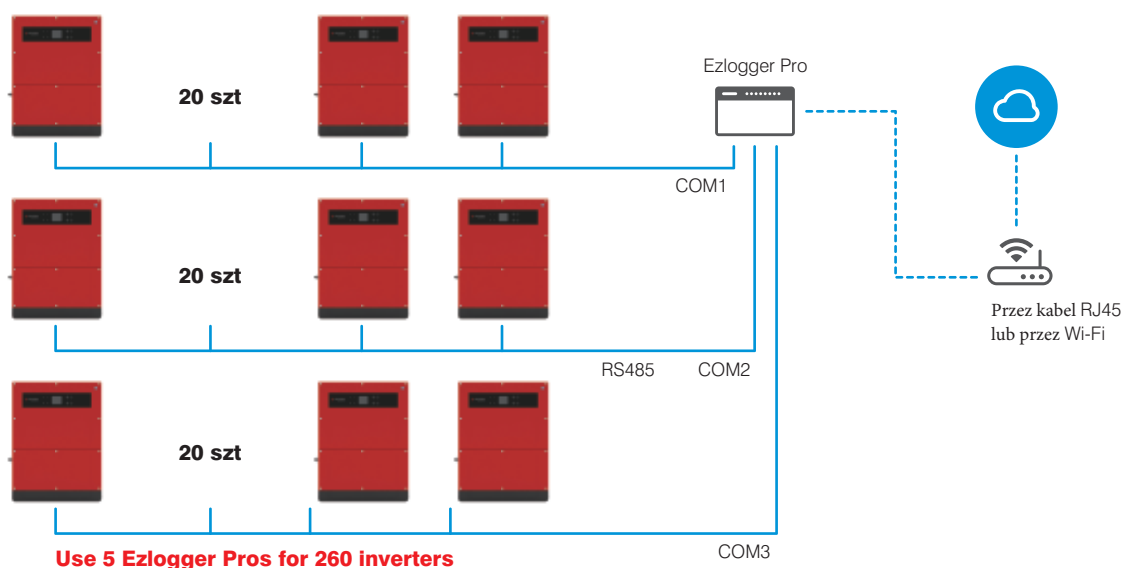 Ezlogger Pro
20 szt
COM1
20 szt
Przez kabel RJ45
lub przez Wi-Fi
RS485 COM2
20 szt
COM3
Use 5 Ezlogger Pros for 260 inverters